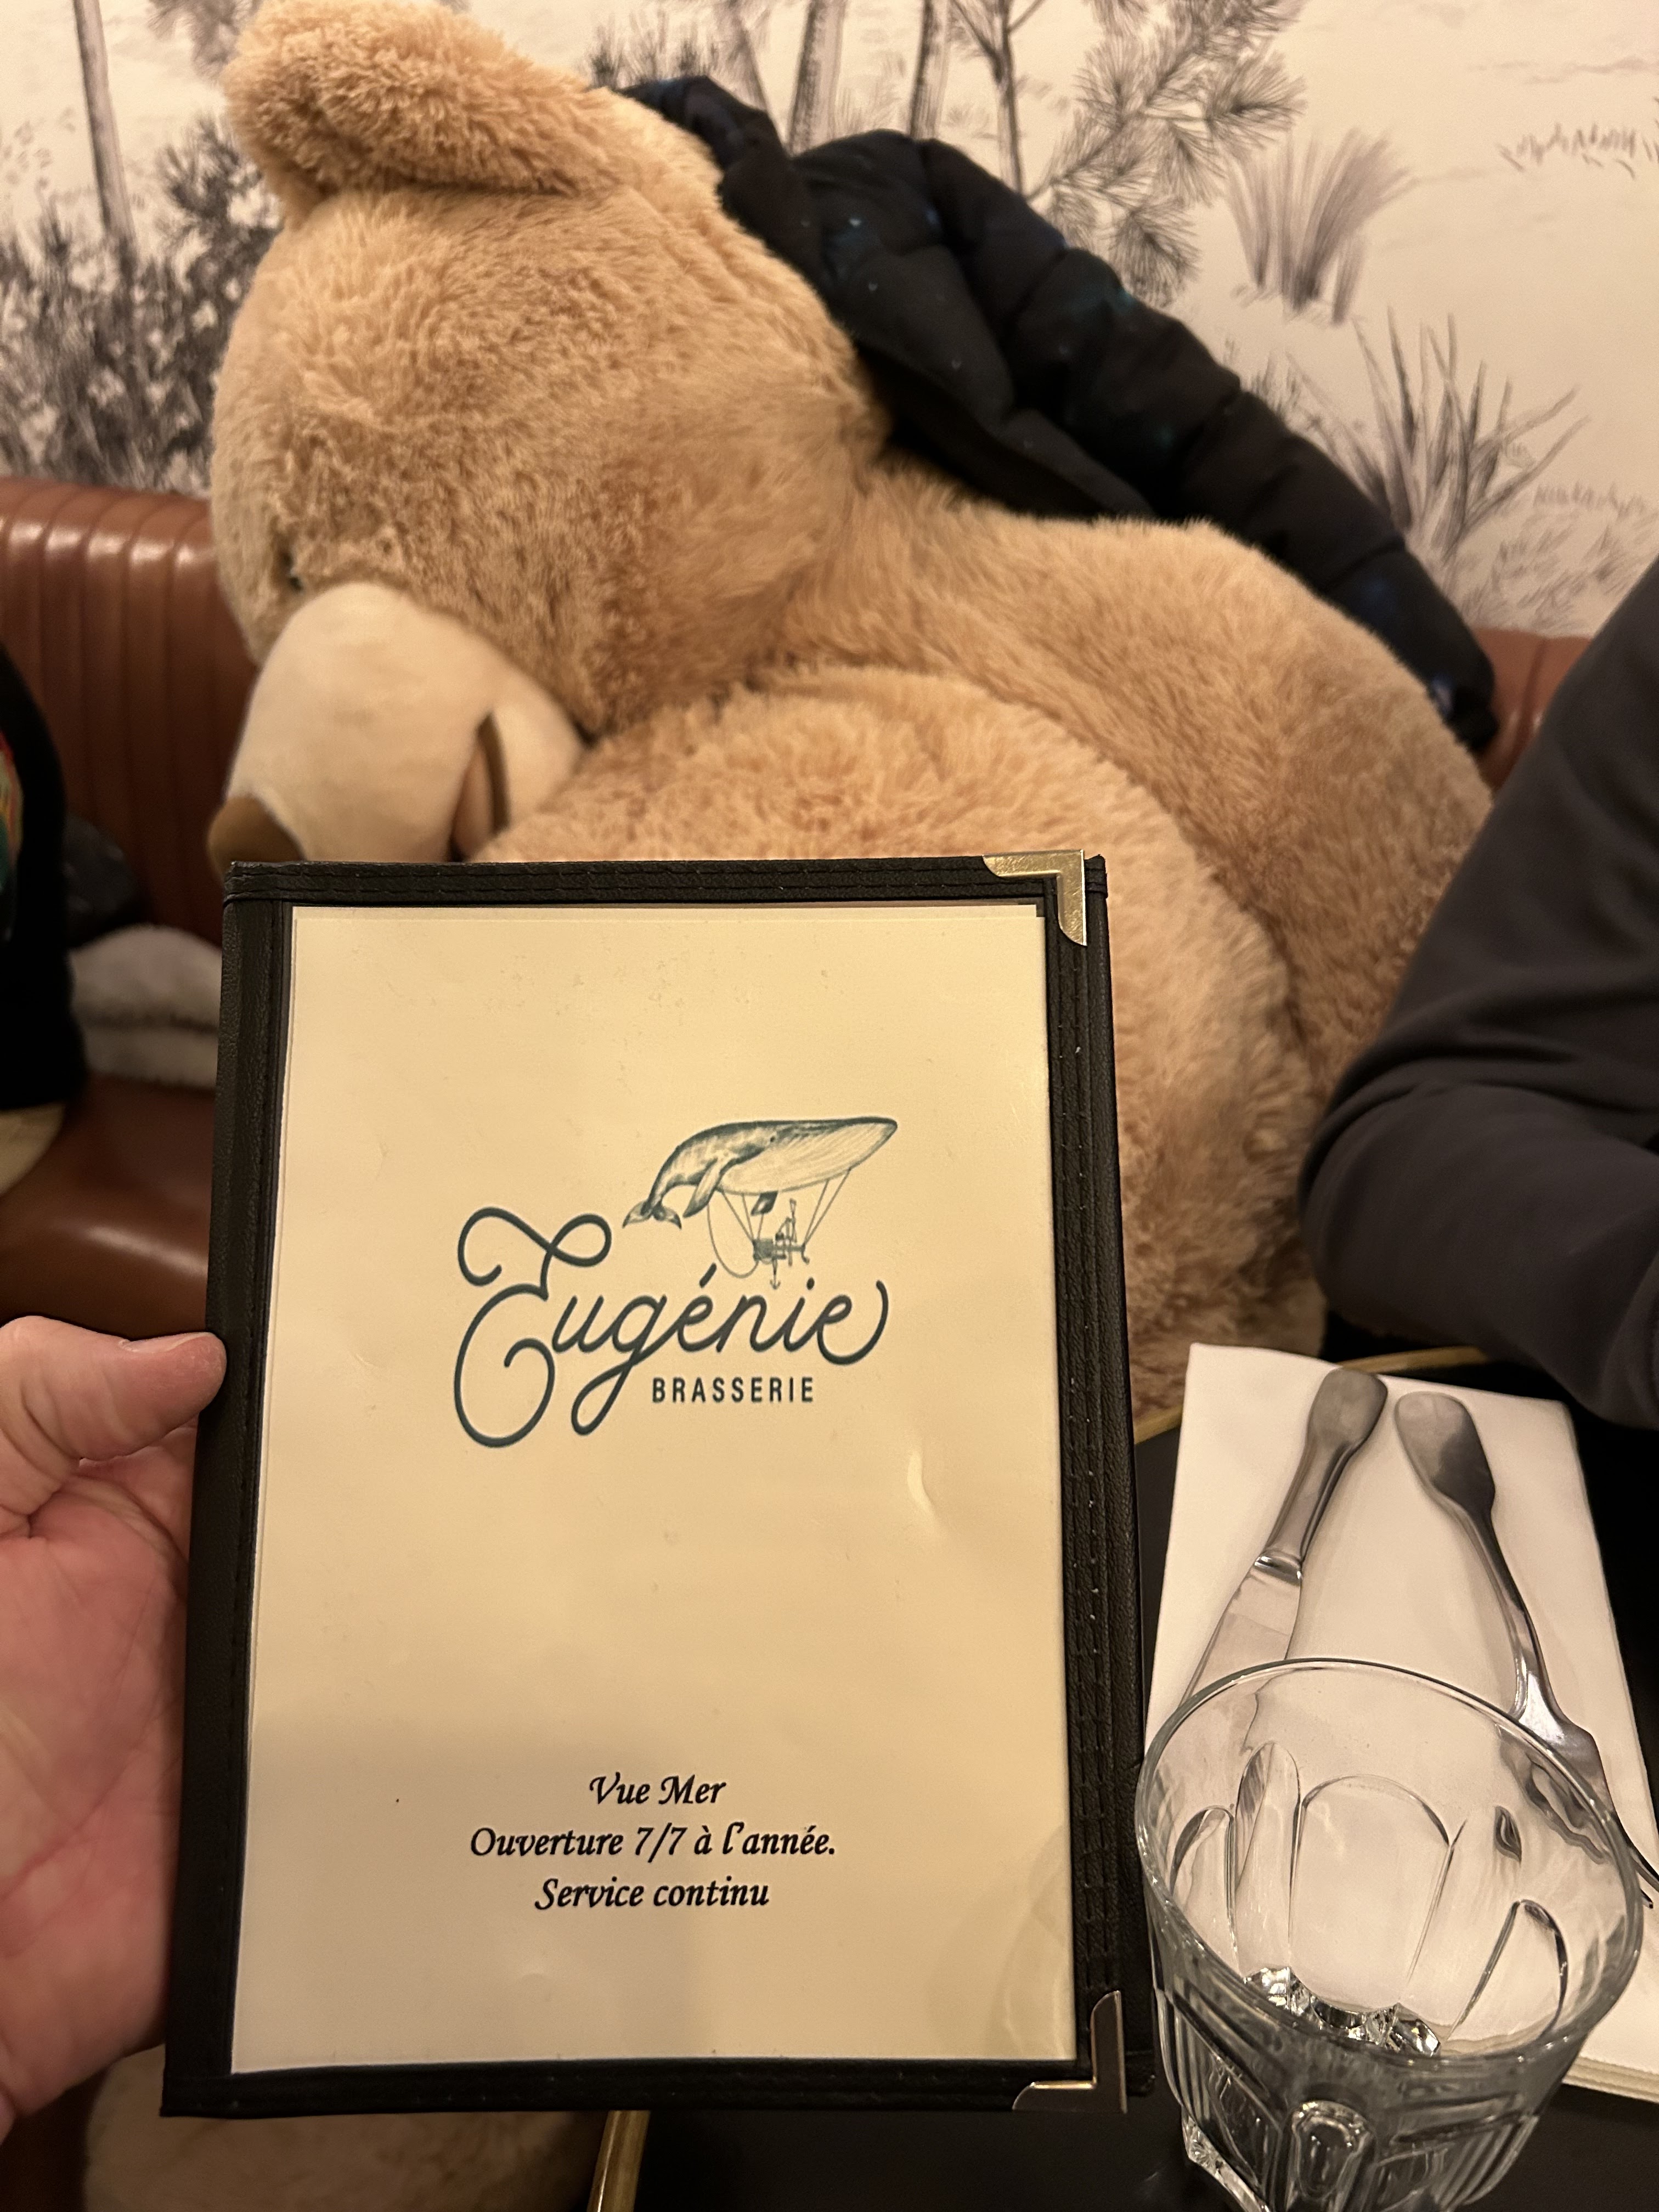 Eugénie
BRASSERIE
Vue Mer
Ouverture 7/7 à l'année.
Service continu